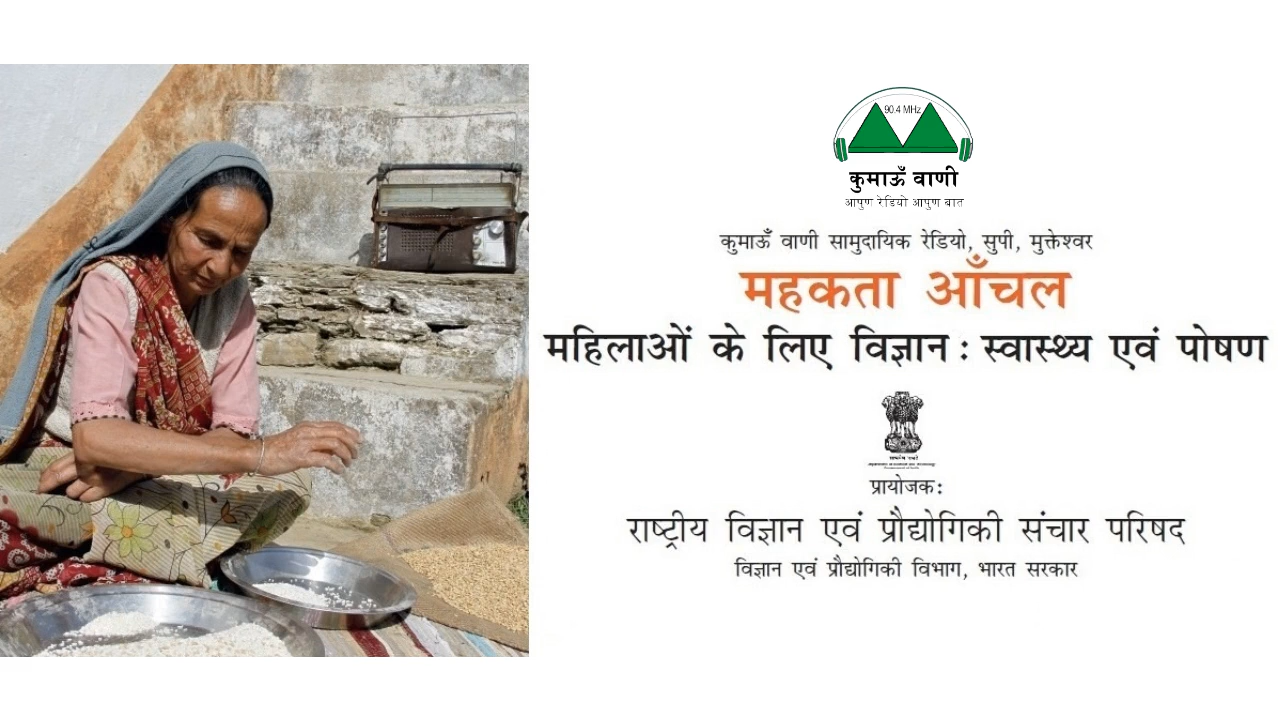 90.4 MHz
कुमाऊँ वाणी
आपुण रेडियो आपुण बात
कुमाऊँ वाणी सामुदायिक रेडियो, सुपी, मुक्तेश्वर
महकता आँचल
महिलाओं के लिए विज्ञान : स्वास्थ्य एवं पोषण
प्रायोजक:
राष्ट्रीय विज्ञान एवं प्रौद्योगिकी संचार परिषद
विज्ञान एवं प्रौद्योगिकी विभाग, भारत सरकार